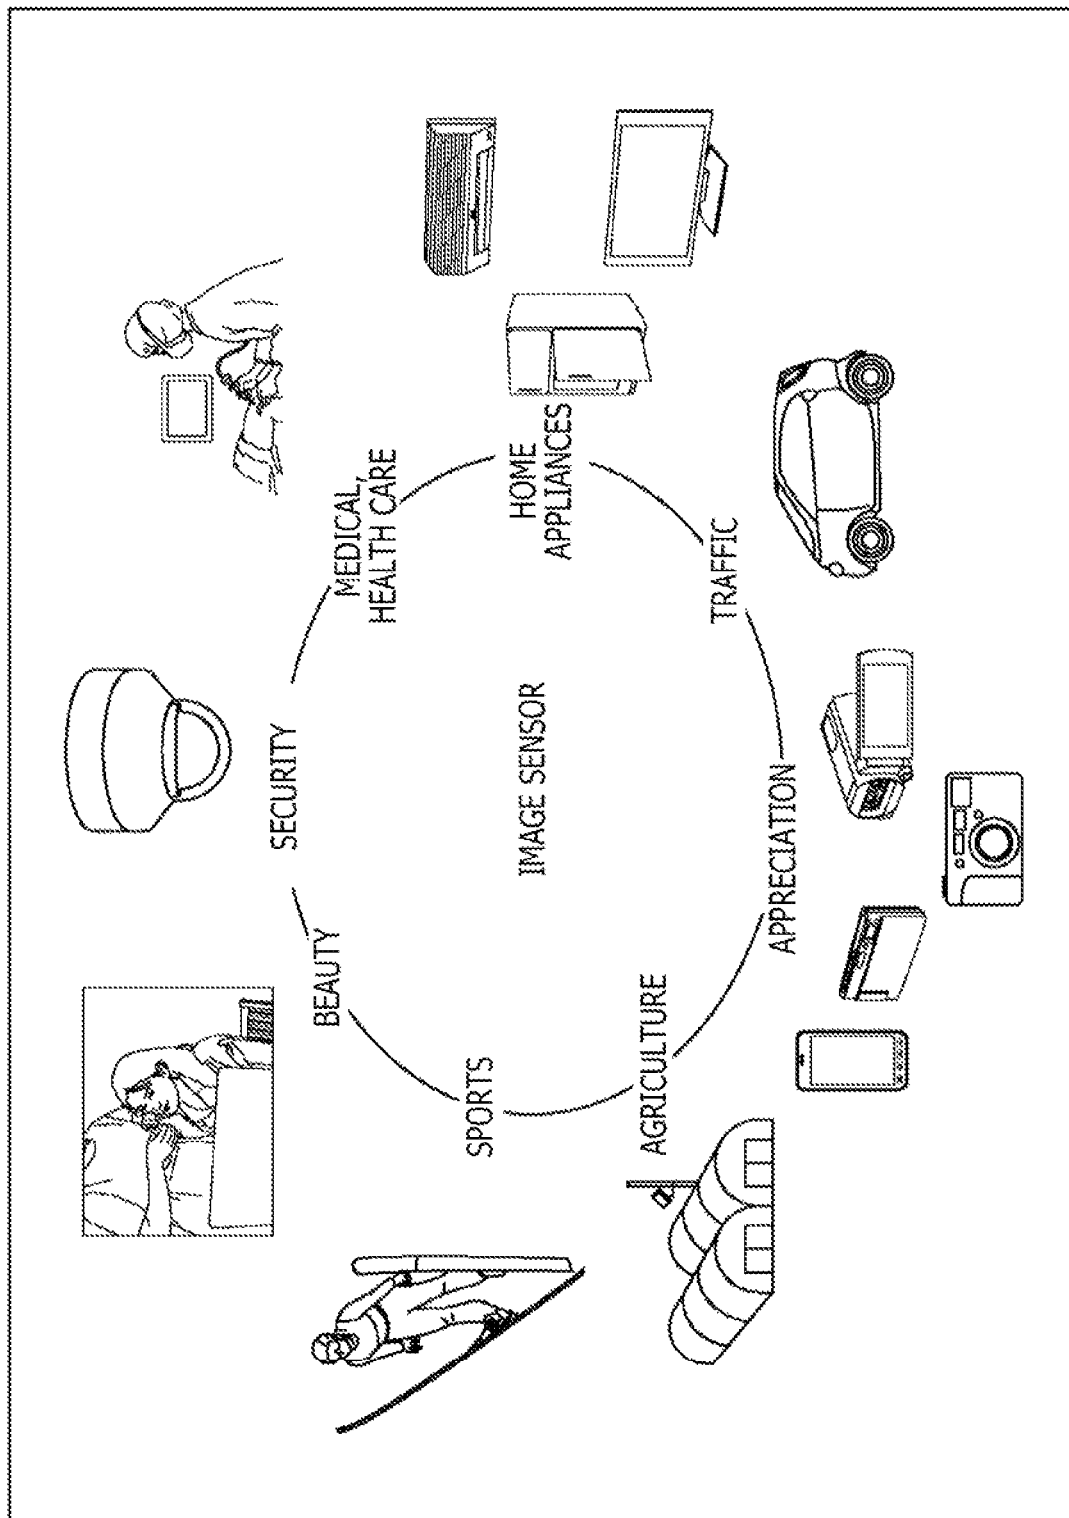 SECURITY
MEDICAL,
HEALTH CARE
HOME
APPLIANCES
TRAFFIC
APPRECIATION
AGRICULTURE
SPORTS
BEAUTY
IMAGE SENSOR